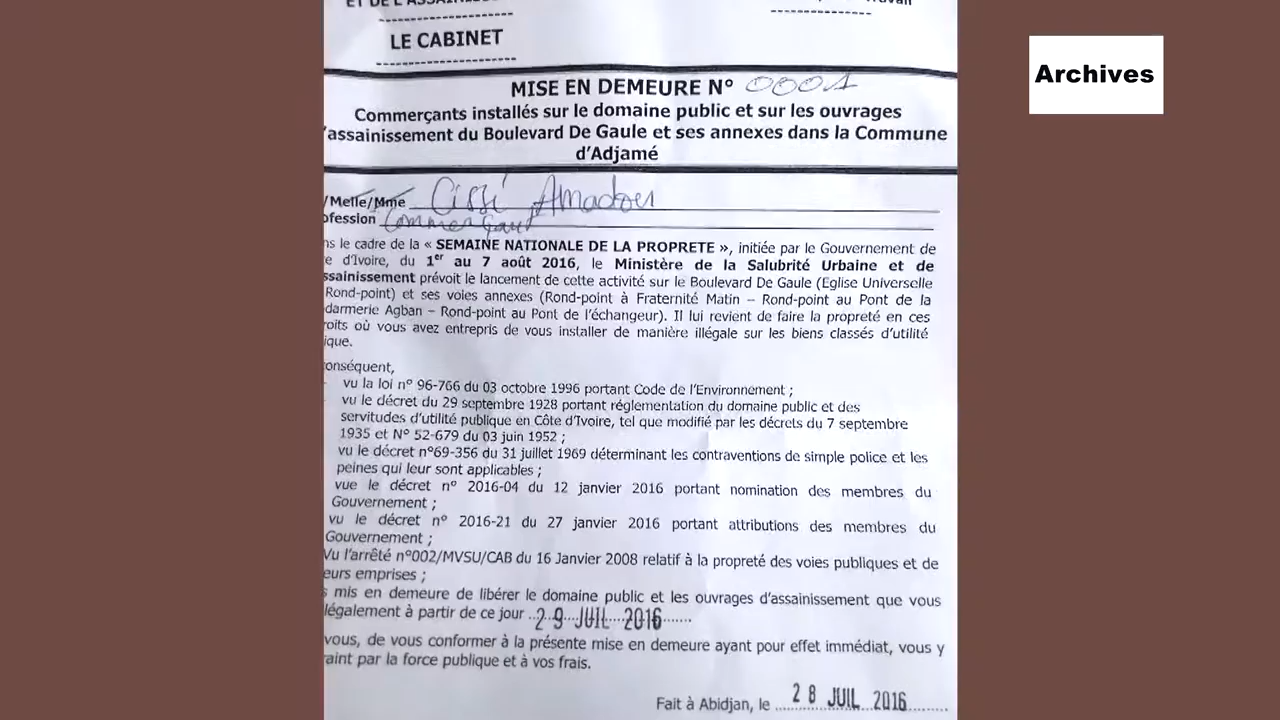 ET DE L'ASSAINISSE
LE CABINET
Archives
MISE EN DEMEURE N° 0001
Commerçants installés sur le domaine public et sur les ouvrages
'assainissement du Boulevard De Gaule et ses annexes dans la Commune
d'Adjamé
/Melle/Mme Cissé Amadou
ofession Commerçant
ns le cadre de la « SEMAINE NATIONALE DE LA PROPRETE », initiée par le Gouvernement de
e d'Ivoire, du 1er au 7 août 2016, le Ministère de la Salubrité Urbaine et de
ssainissement prévoit le lancement de cette activité sur le Boulevard De Gaule (Eglise Universelle
Rond-point) et ses voies annexes (Rond-point à Fraternité Matin – Rond-point au Pont de la
darmerie Agban – Rond-point au Pont de l'échangeur). Il lui revient de faire la propreté en ces
roits où vous avez entrepris de vous installer de manière illégale sur les biens classés d'utilité
ique.
onséquent,
vu la loi n° 96-766 du 03 octobre 1996 portant Code de l'Environnement ;
vu le décret du 29 septembre 1928 portant réglementation du domaine public et des
servitudes d'utilité publique en Côte d'Ivoire, tel que modifié par les décrets du 7 septembre
1935 et N° 52-679 du 03 juin 1952 ;
vu le décret n°69-356 du 31 juillet 1969 déterminant les contraventions de simple police et les
peines qui leur sont applicables ;
vue le décret n° 2016-04 du 12 janvier 2016 portant nomination des membres du
Gouvernement ;
vu le décret n° 2016-21 du 27 janvier 2016 portant attributions des membres du
Gouvernement ;
Vu l'arrêté n°002/MVSU/CAB du 16 Janvier 2008 relatif à la propreté des voies publiques et de
eurs emprises ;
s mis en demeure de libérer le domaine public et les ouvrages d'assainissement que vous
légalement à partir de ce jour 29 JUIL 2016
vous, de vous conformer à la présente mise en demeure ayant pour effet immédiat, vous y
raint par la force publique et à vos frais.
Fait à Abidjan, le 28 JUIL 2016